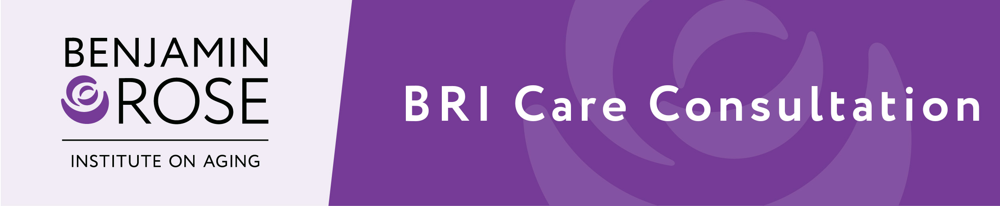 BENJAMIN
ROSE
INSTITUTE ON AGING
BRI Care Consultation